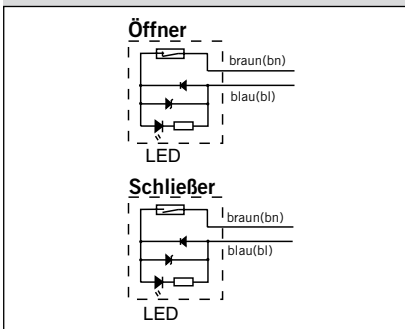 Öffner
braun(bn)
blau(bl)
LED
Schließer
braun(bn)
blau(bl)
LED